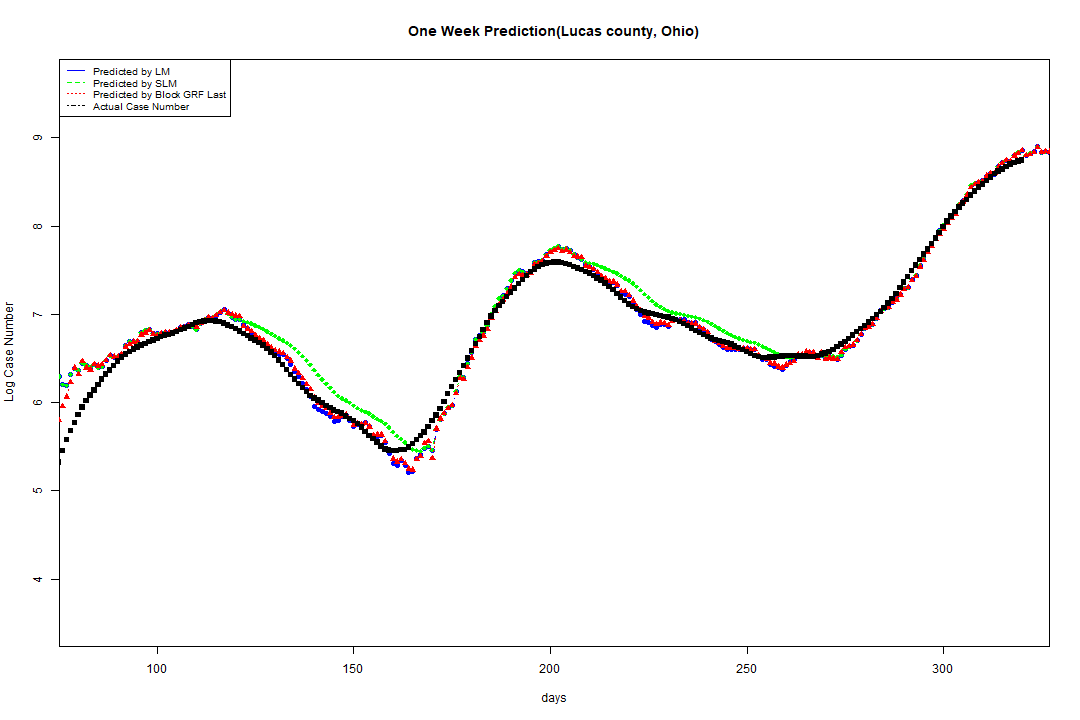 One Week Prediction(Lucas county, Ohio)
Predicted by LM
Predicted by SLM
Predicted by Block GRF Last
Actual Case Number
Log Case Number
9
8
7
6
5
4
100 150 200 250 300
days